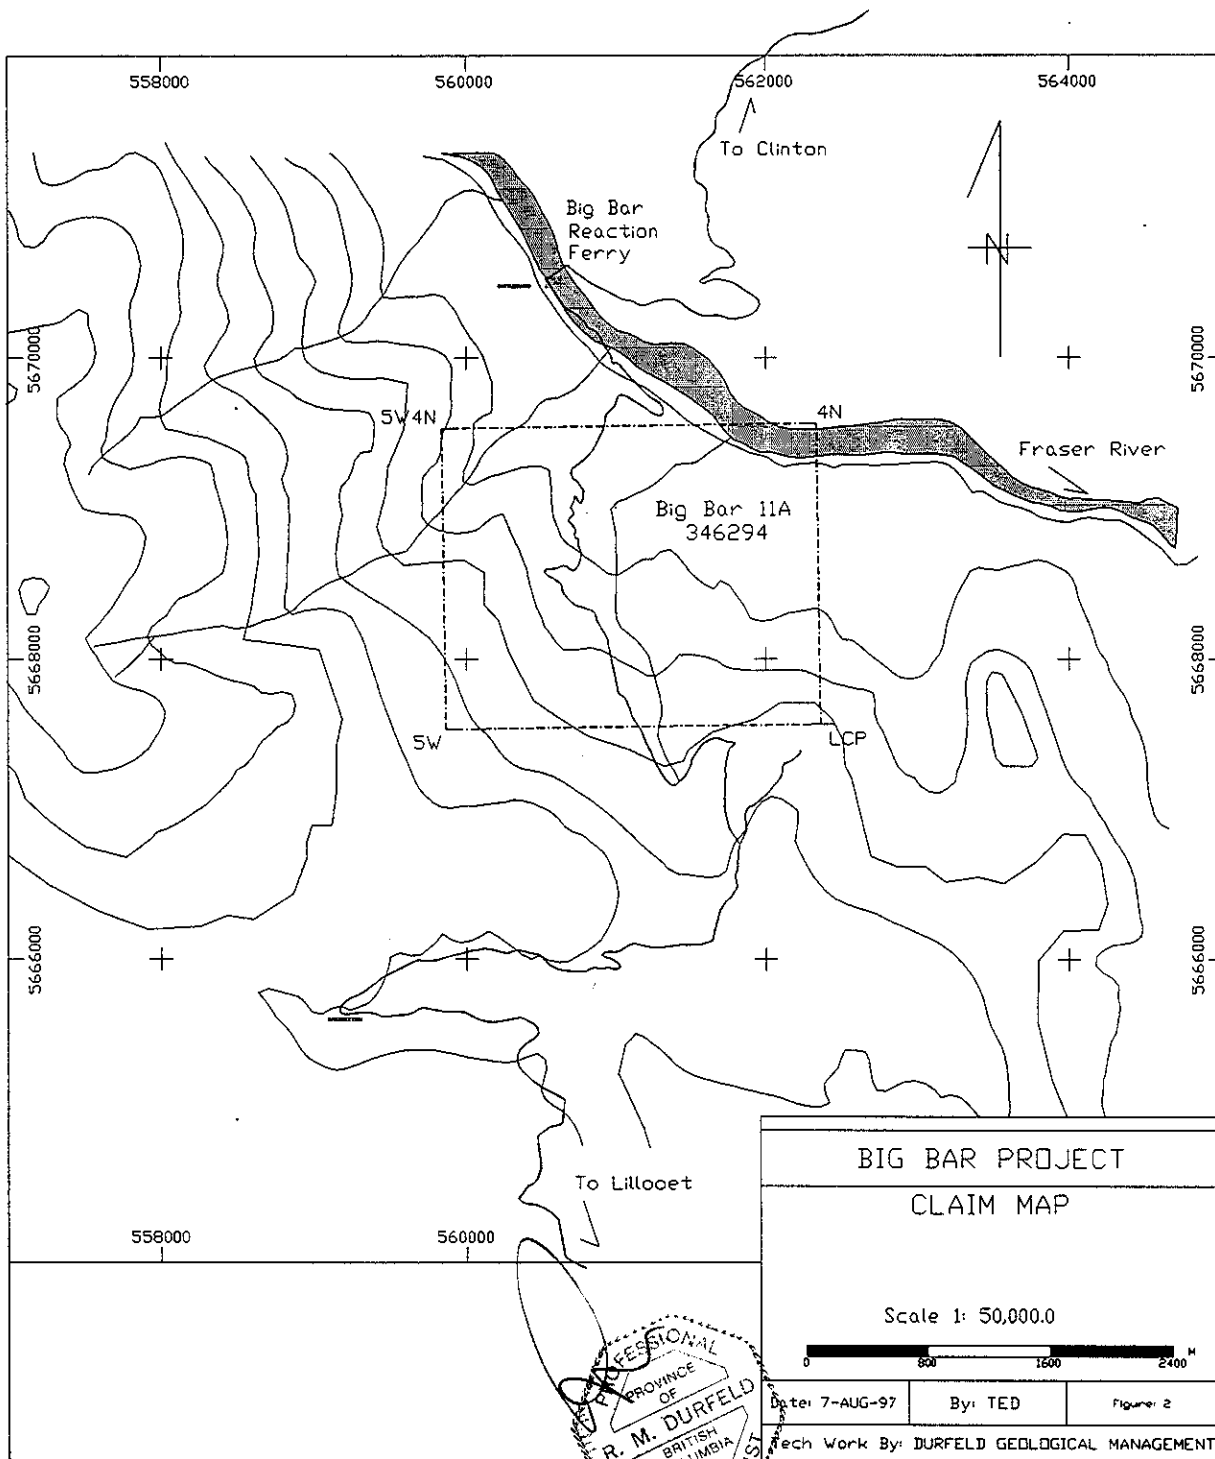 558000
560000
562000
564000
To Clinton
Big Bar
Reaction
Ferry
N
5670000
5670000
5W4N
4N
Fraser River
Big Bar 11A
346294
5668000
5668000
5W
LCP
5666000
5666000
To Lillooet
558000
560000
BIG BAR PROJECT
CLAIM MAP
Scale 1: 50,000.0
0 800 1600 2400 M
Date: 7-AUG-97
By: TED
Figure: 2
Tech Work By: DURFELD GEOLOGICAL MANAGEMENT
PROFESSIONAL
PROVINCE
OF
R. M. DURFELD
BRITISH